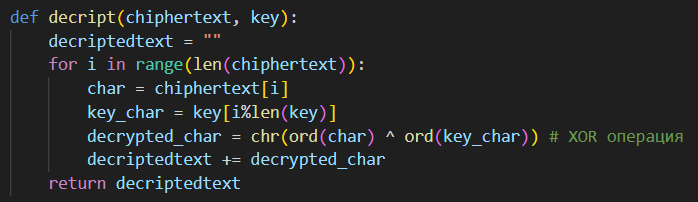 def decript(chiphertext, key):
    decriptedtext = ""
    for i in range(len(chiphertext)):
        char = chiphertext[i]
        key_char = key[i%len(key)]
        decrypted_char = chr(ord(char) ^ ord(key_char)) # XOR операция
        decriptedtext += decrypted_char
    return decriptedtext